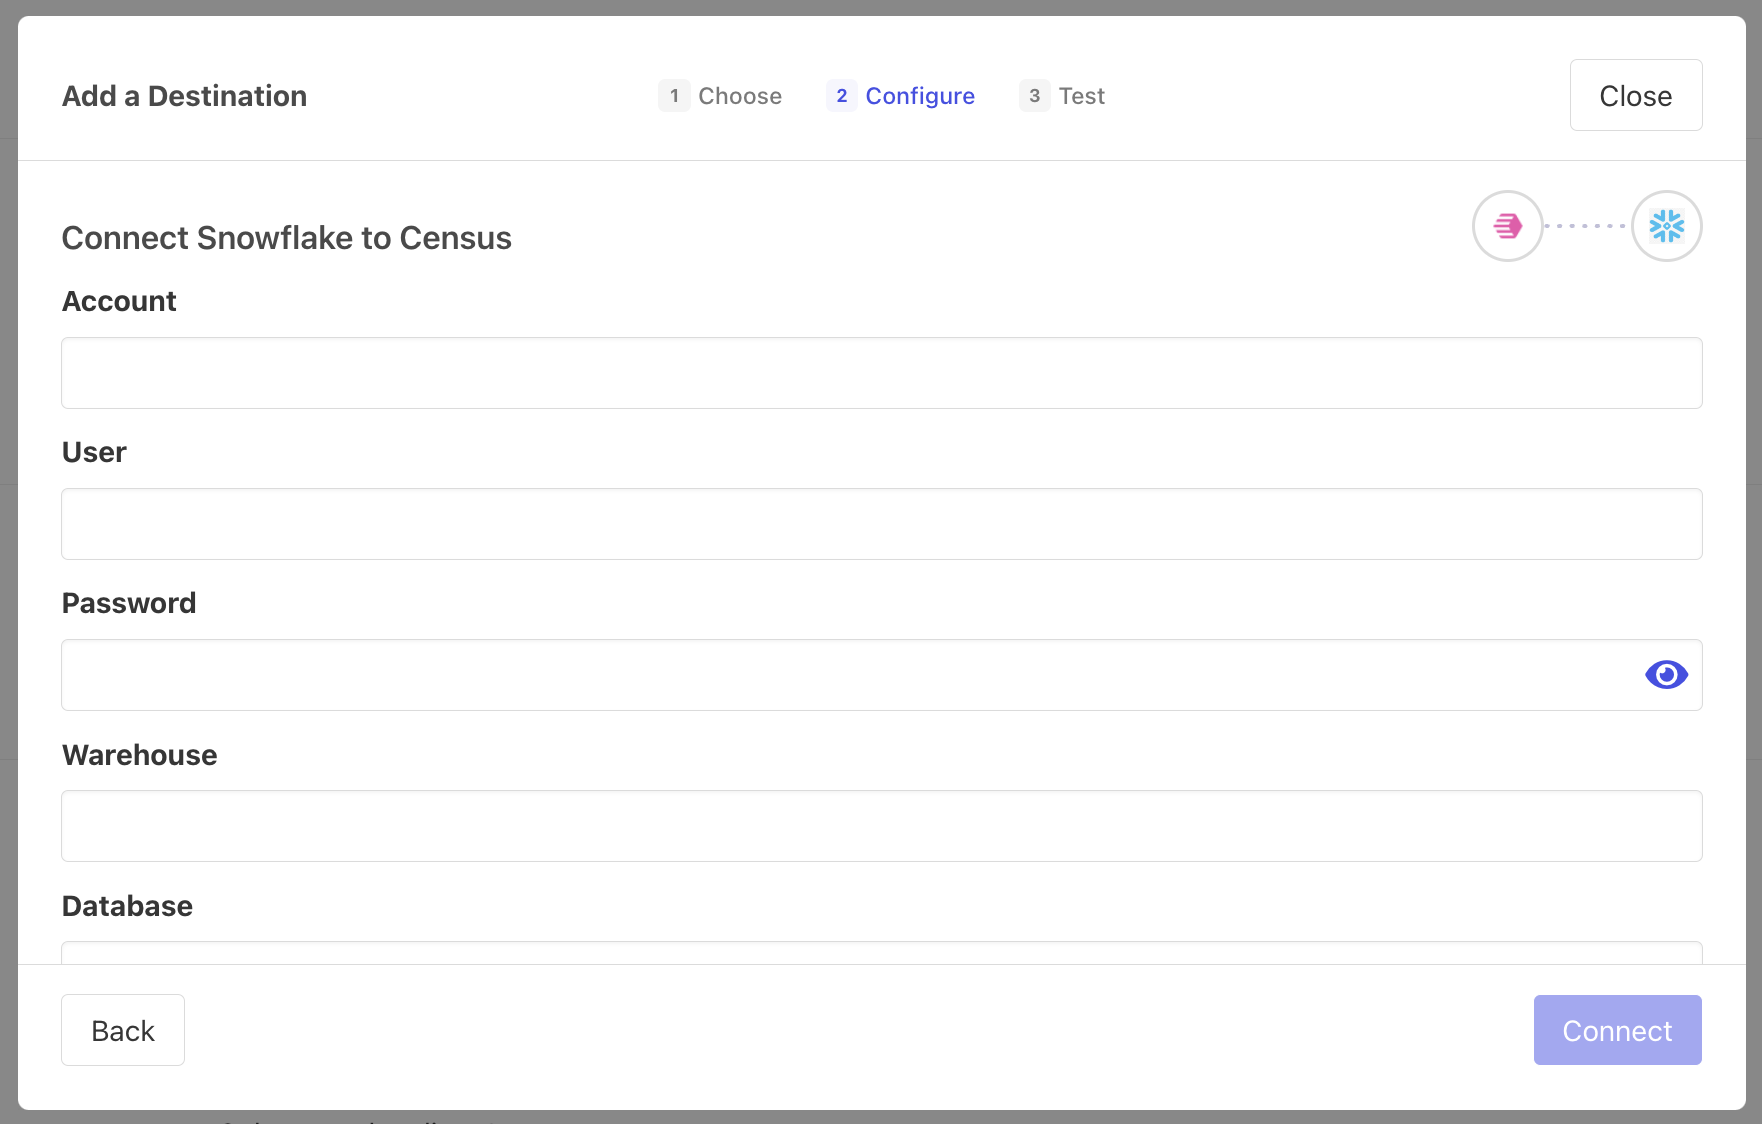 Add a Destination
1 Choose
2 Configure
3 Test
Close
Connect Snowflake to Census
Account
User
Password
Warehouse
Database
Back
Connect